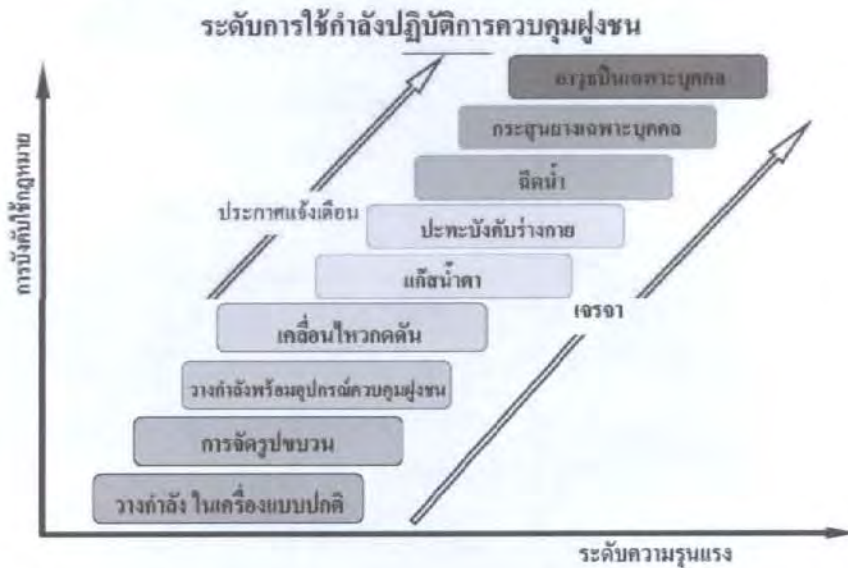 ระดับการใช้กำลังปฏิบัติการควบคุมฝูงชน
อาวุธปืนเฉพาะบุคคล
กระสุนยางเฉพาะบุคคล
ฉีดน้ำ
ประกาศแจ้งเตือน
ปะทะบังคับร่างกาย
แก๊สน้ำตา
เจรจา
เคลื่อนไหวกดดัน
วางกำลังพร้อมอุปกรณ์ควบคุมฝูงชน
การจัดรูปขบวน
วางกำลัง ในเครื่องแบบปกติ
การบังคับใช้กฎหมาย
ระดับความรุนแรง